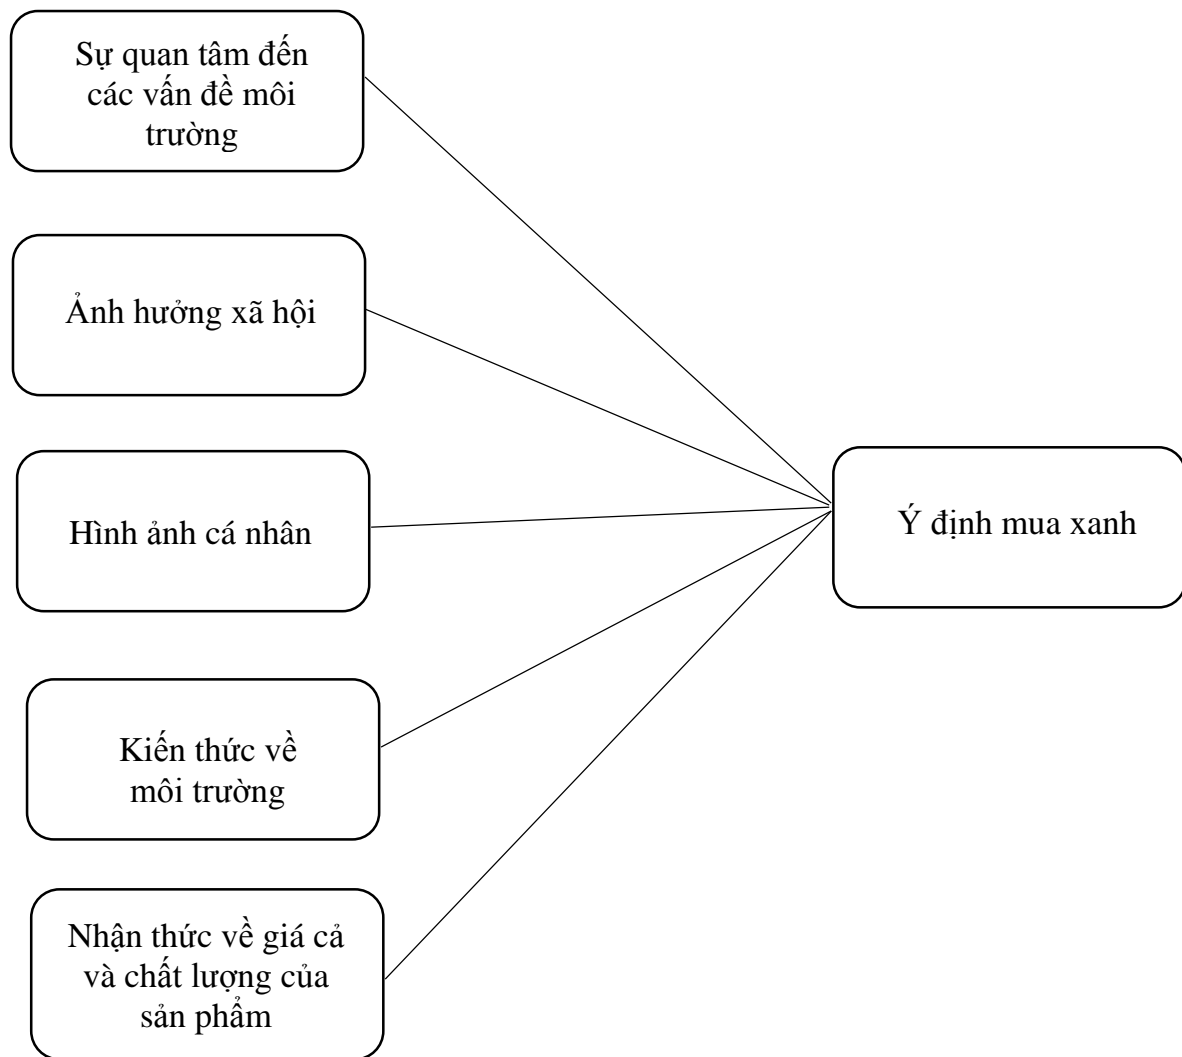 Sự quan tâm đến
các vấn đề môi
trường
Ảnh hưởng xã hội
Hình ảnh cá nhân
Ý định mua xanh
Kiến thức về
môi trường
Nhận thức về giá cả
và chất lượng của
sản phẩm